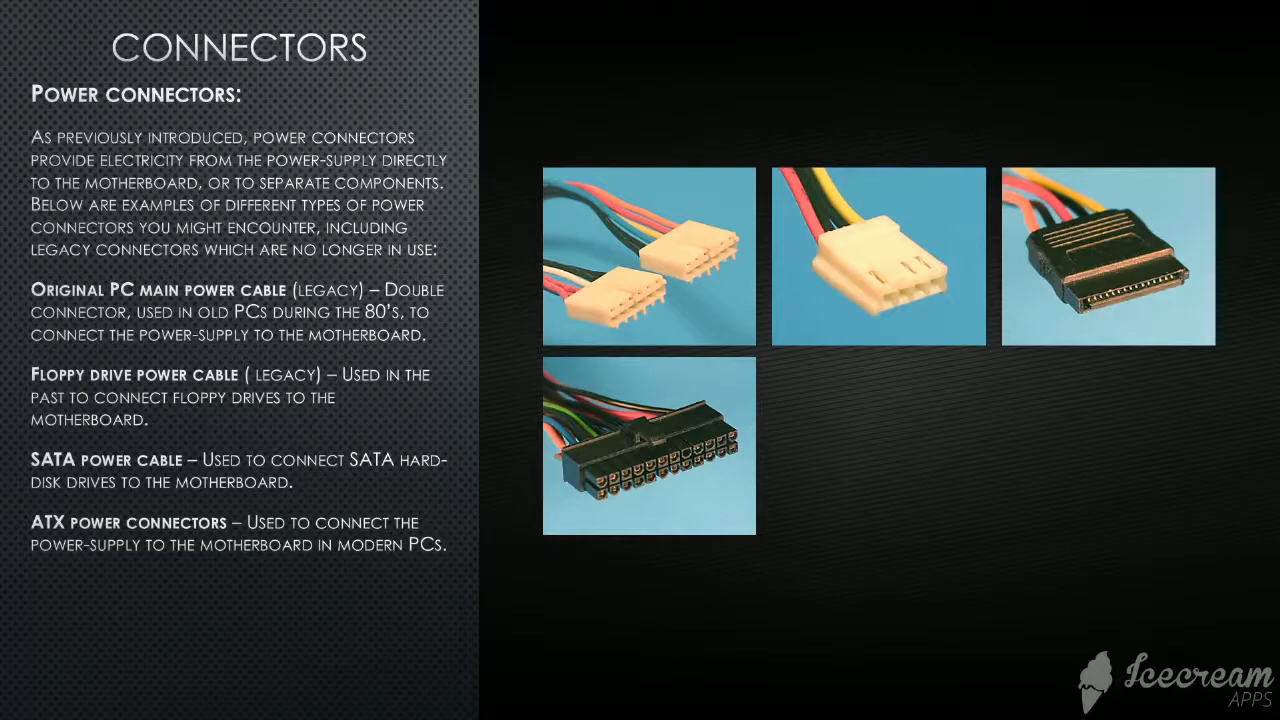 CONNECTORS
POWER CONNECTORS:
AS PREVIOUSLY INTRODUCED, POWER CONNECTORS
PROVIDE ELECTRICITY FROM THE POWER-SUPPLY DIRECTLY
TO THE MOTHERBOARD, OR TO SEPARATE COMPONENTS.
BELOW ARE EXAMPLES OF DIFFERENT TYPES OF POWER
CONNECTORS YOU MIGHT ENCOUNTER, INCLUDING
LEGACY CONNECTORS WHICH ARE NO LONGER IN USE:
ORIGINAL PC MAIN POWER CABLE (LEGACY) – DOUBLE
CONNECTOR, USED IN OLD PCS DURING THE 80'S, TO
CONNECT THE POWER-SUPPLY TO THE MOTHERBOARD.
FLOPPY DRIVE POWER CABLE ( LEGACY) – USED IN THE
PAST TO CONNECT FLOPPY DRIVES TO THE
MOTHERBOARD.
SATA POWER CABLE – USED TO CONNECT SATA HARD-
DISK DRIVES TO THE MOTHERBOARD.
ATX POWER CONNECTORS – USED TO CONNECT THE
POWER-SUPPLY TO THE MOTHERBOARD IN MODERN PCS.
Icecream
APPS